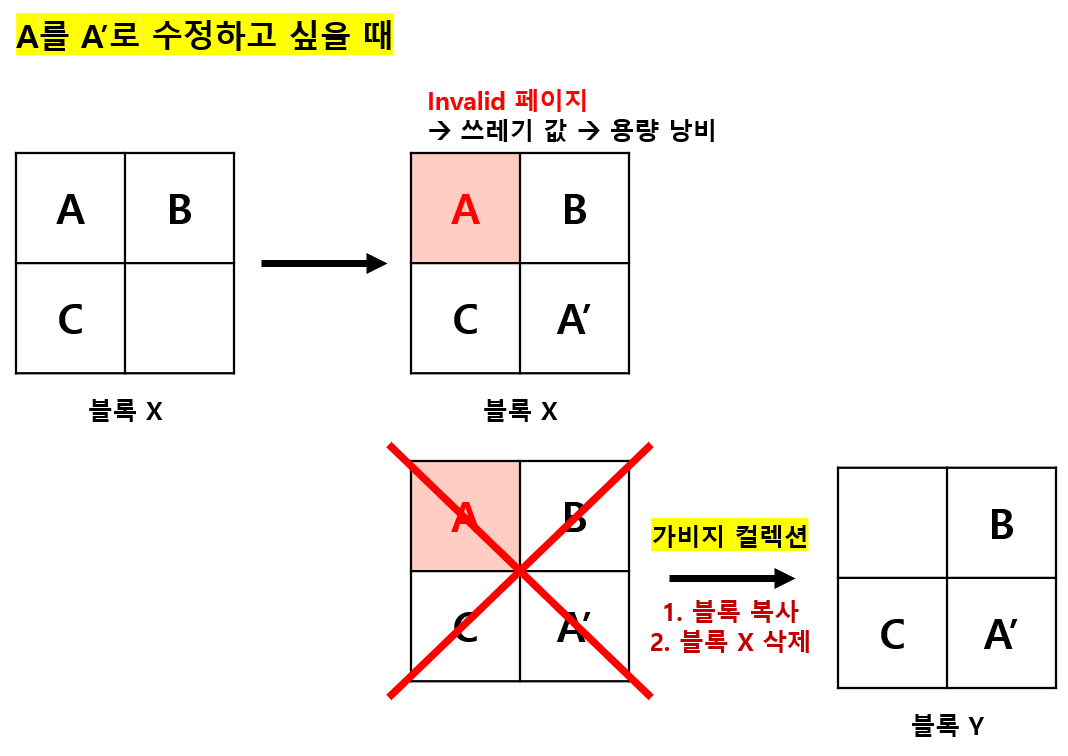 A를 A’로 수정하고 싶을 때
Invalid 페이지
→ 쓰레기 값 → 용량 낭비
A B
C
블록 X
A B
C A’
블록 X
A B
C A’
가비지 컬렉션
1. 블록 복사
2. 블록 X 삭제
B
C A’
블록 Y